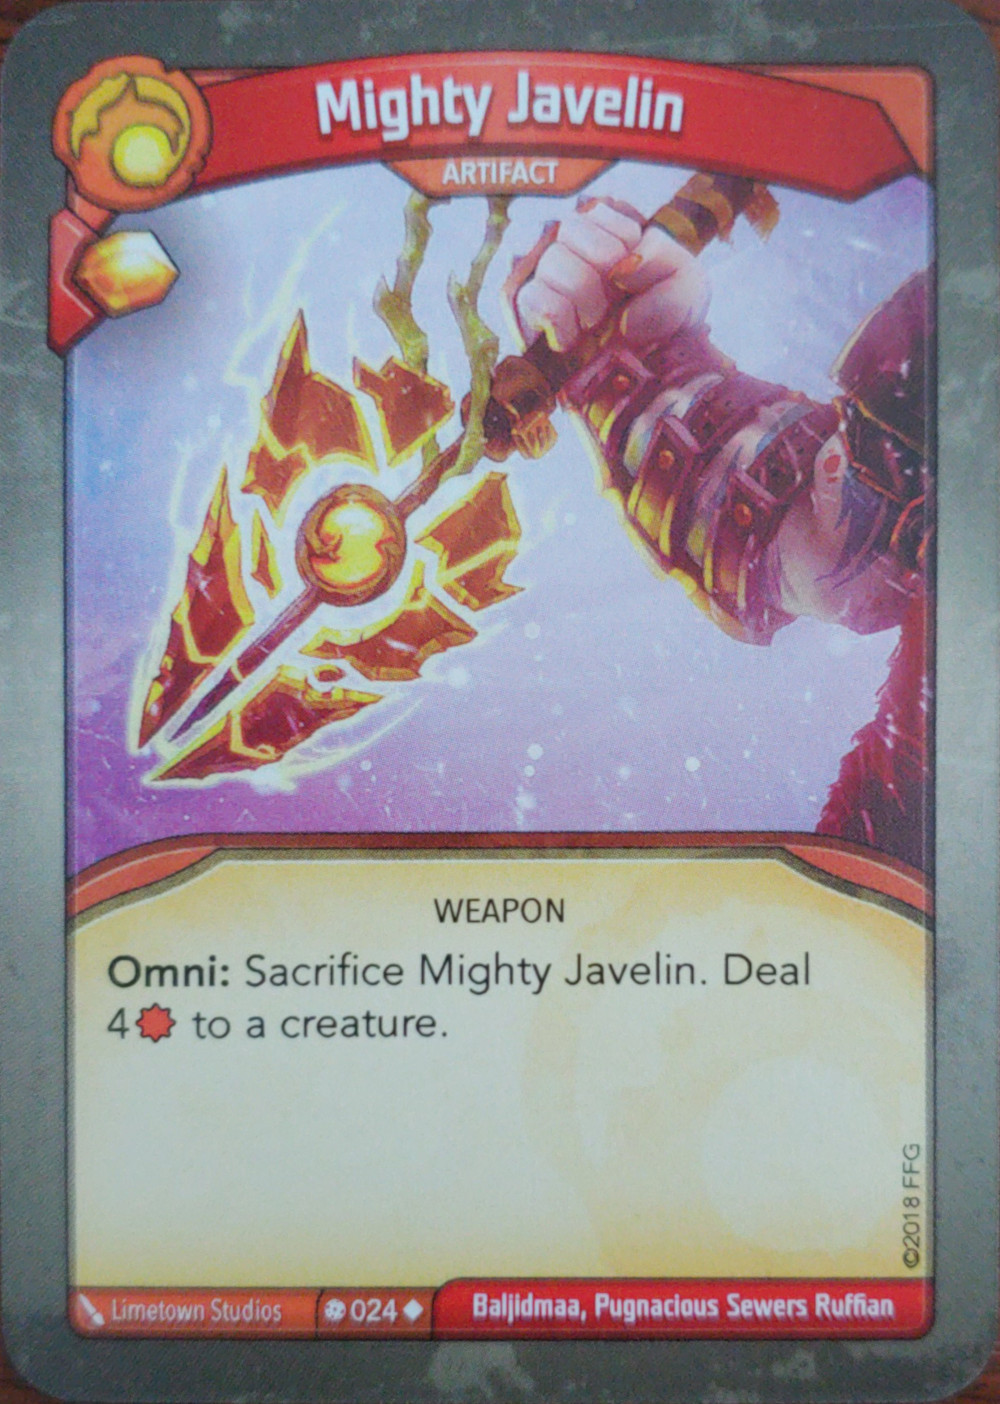 Mighty Javelin
ARTIFACT
WEAPON
Omni: Sacrifice Mighty Javelin. Deal
4 to a creature.
©2018 FFG
Limetown Studios
024
Baljidmaa, Pugnacious Sewers Ruffian